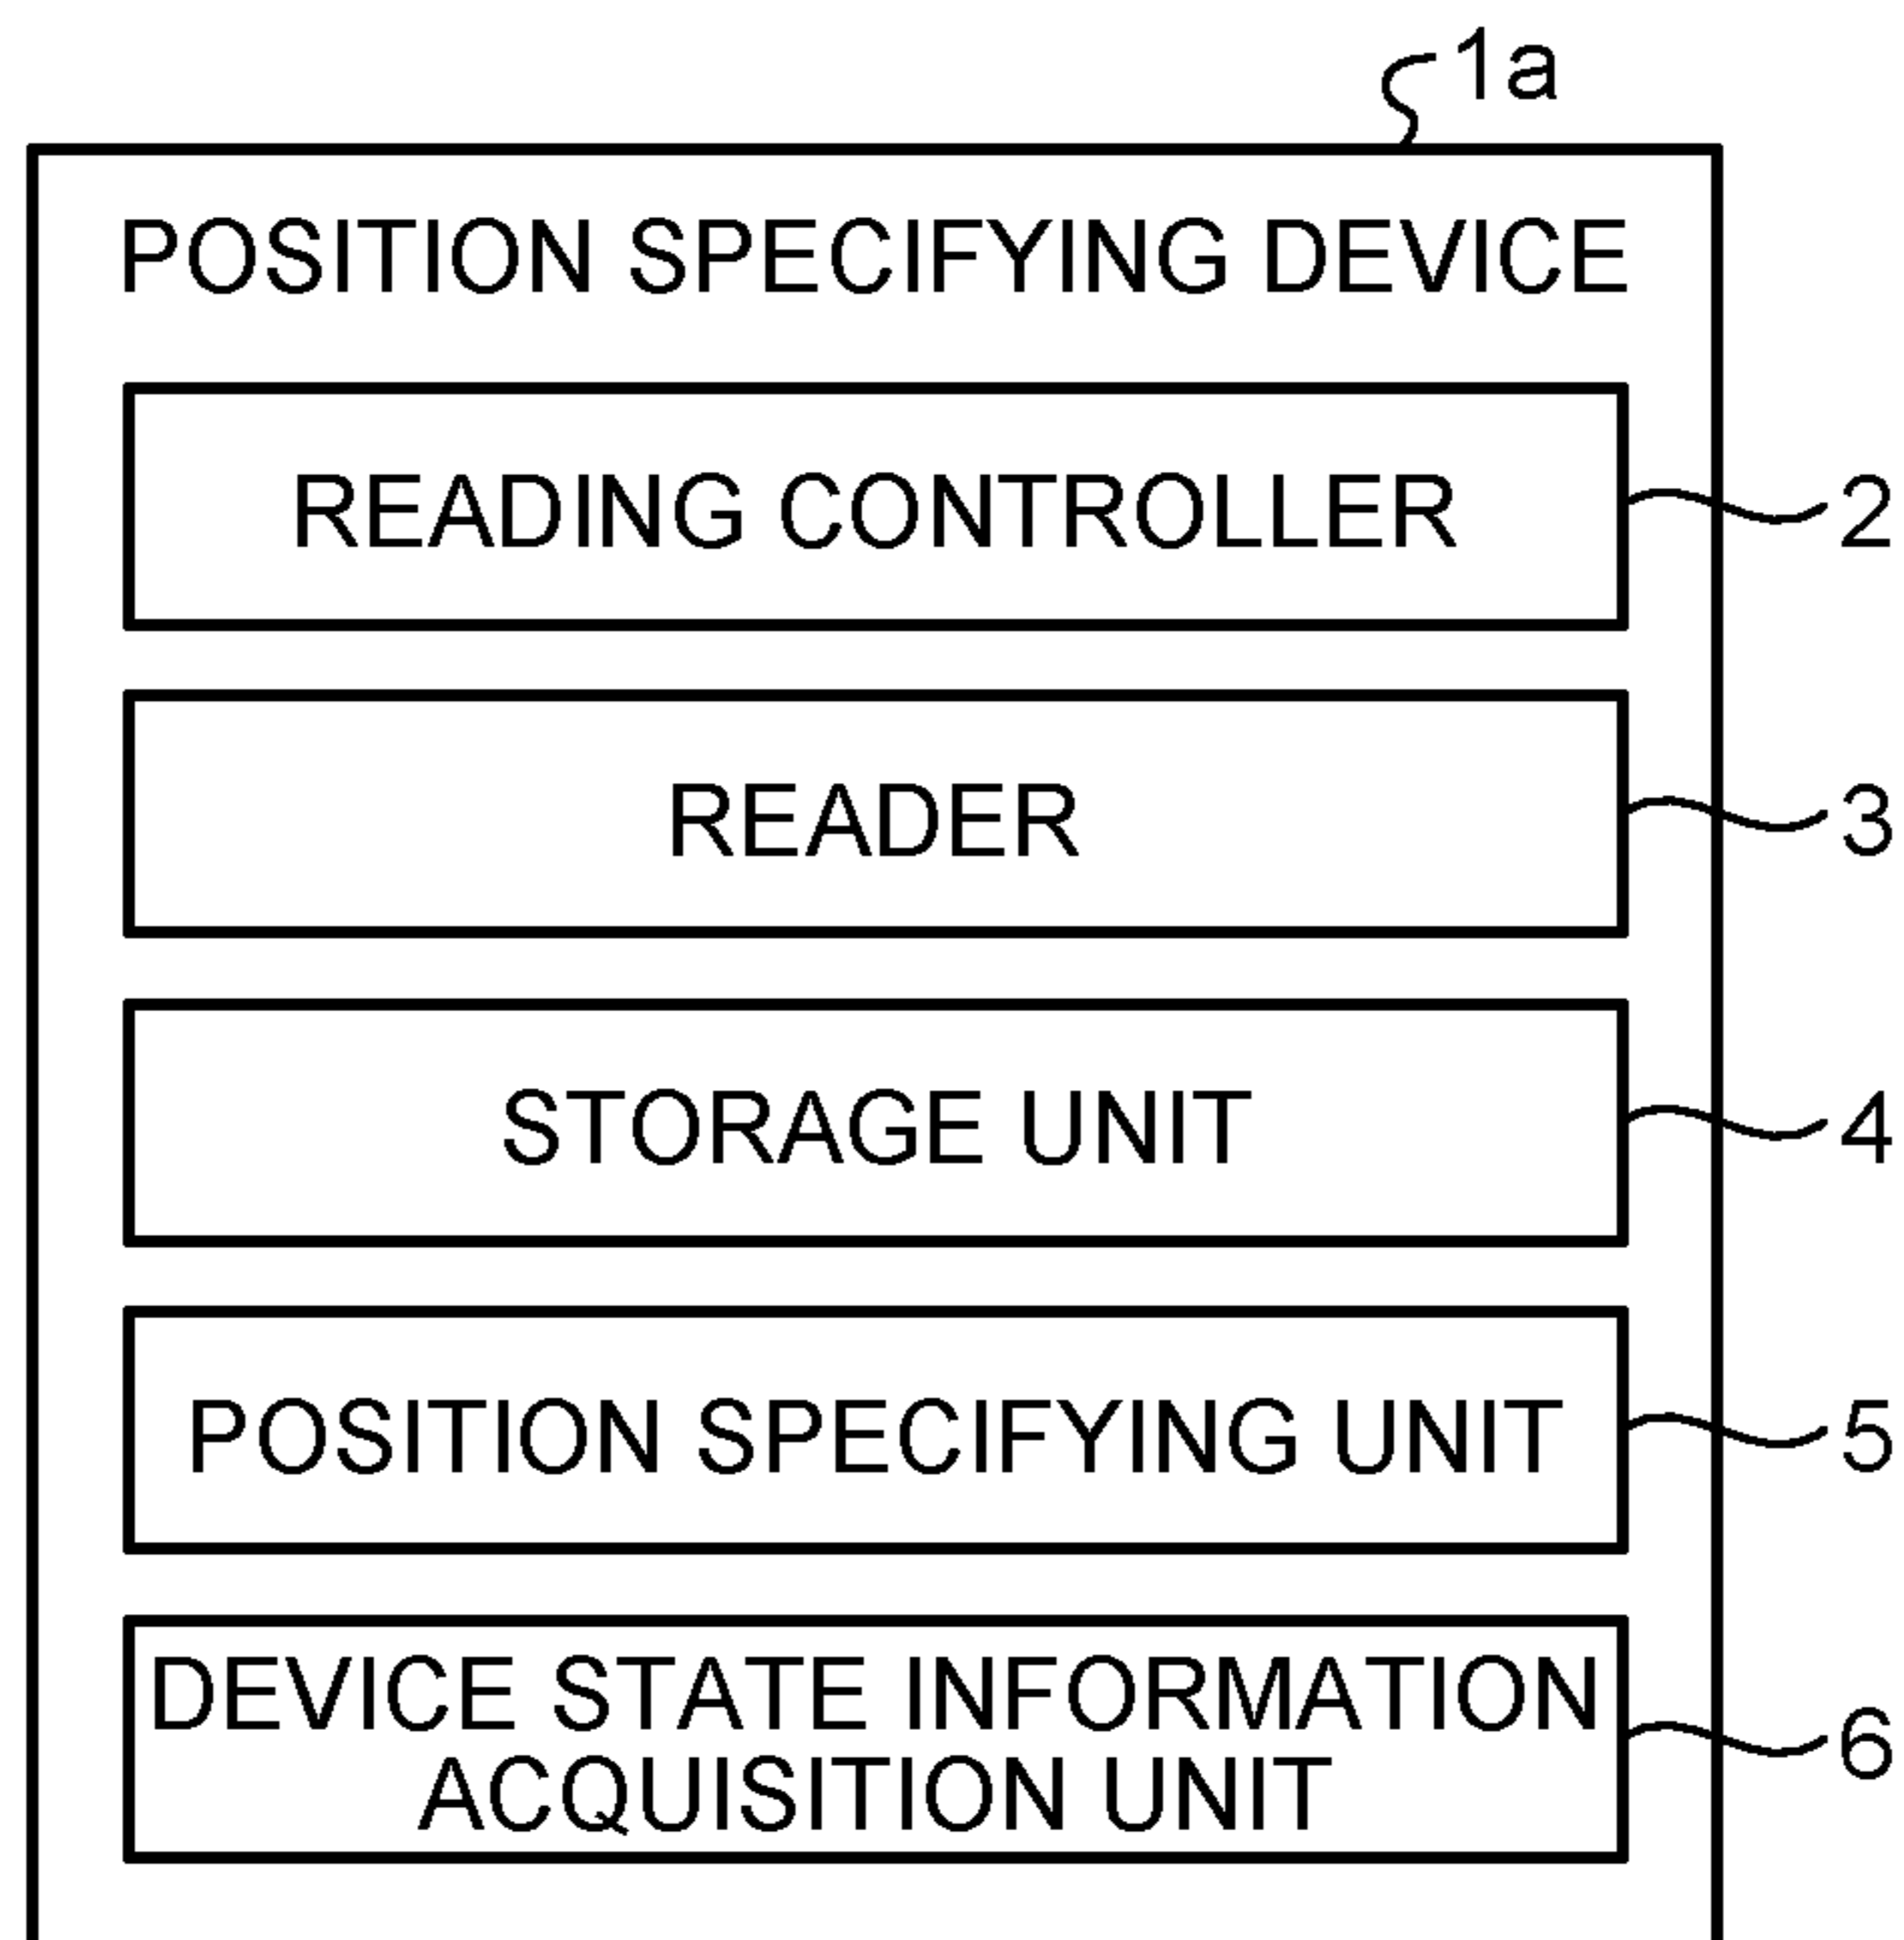 1a
POSITION SPECIFYING DEVICE
READING CONTROLLER
2
READER
3
STORAGE UNIT
4
POSITION SPECIFYING UNIT
5
DEVICE STATE INFORMATION
ACQUISITION UNIT
6